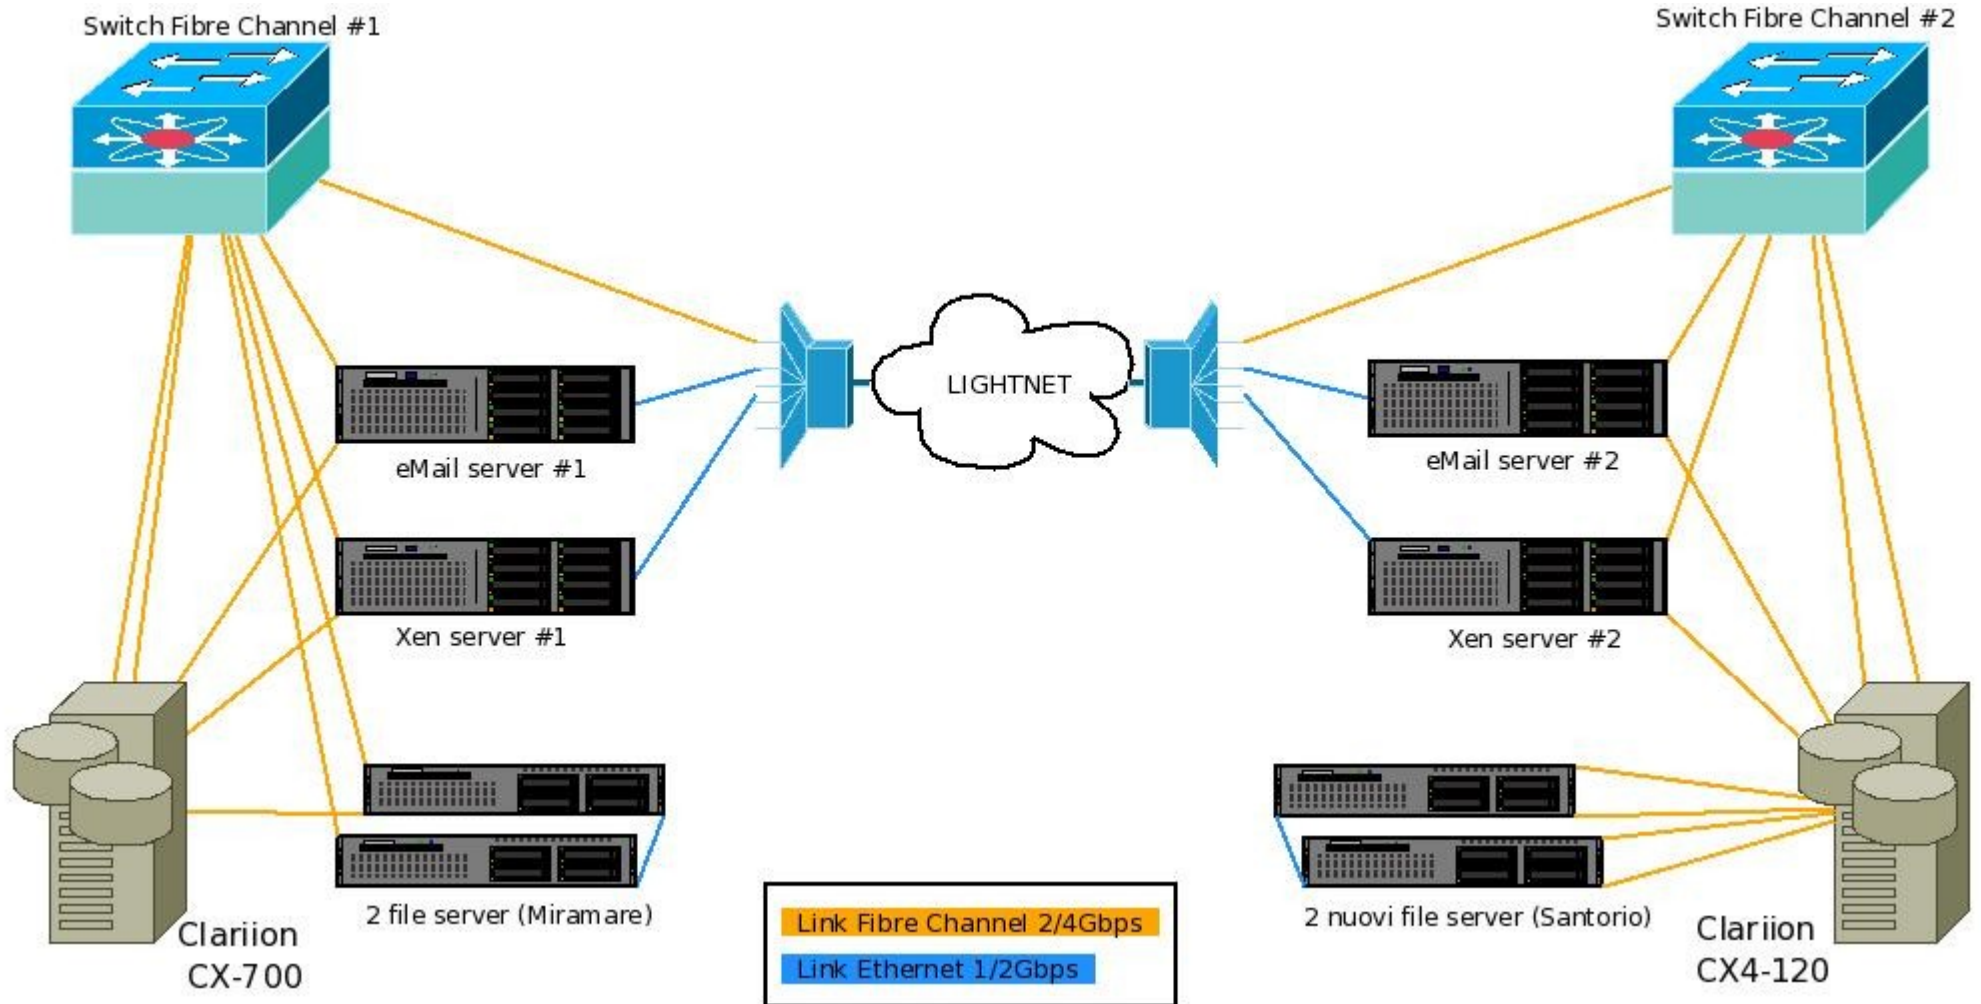 Switch Fibre Channel #1
Switch Fibre Channel #2
LIGHTNET
eMail server #1
eMail server #2
Xen server #1
Xen server #2
2 file server (Miramare)
2 nuovi file server (Santorio)
Clariion
CX-700
Clariion
CX4-120
Link Fibre Channel 2/4Gbps
Link Ethernet 1/2Gbps